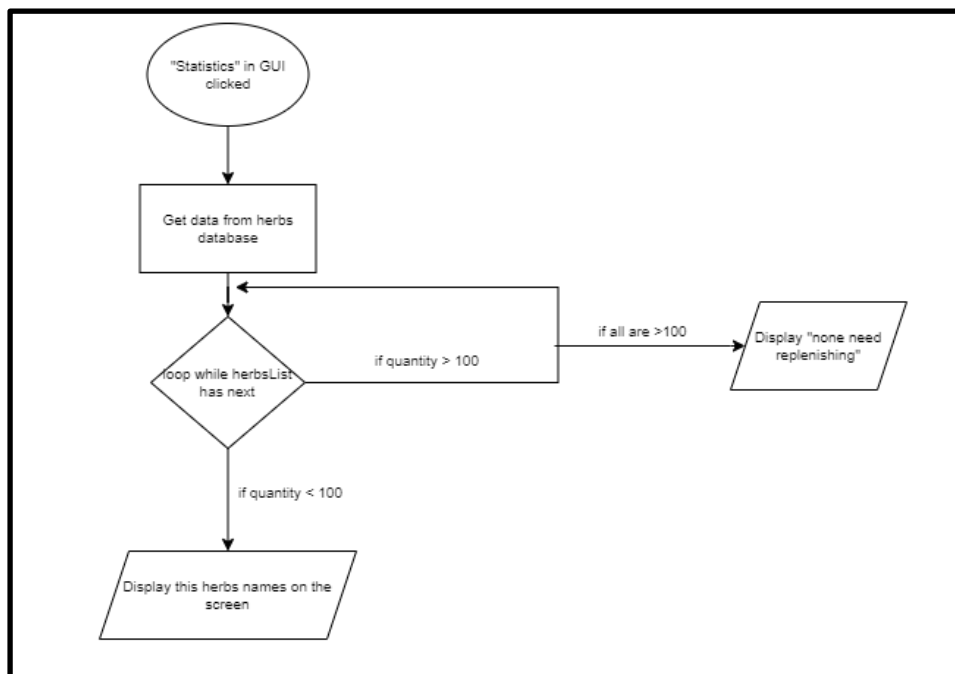 "Statistics" in GUI
clicked
Get data from herbs
database
if all are >100
Display "none need
replenishing"
if quantity > 100
loop while herbsList
has next
if quantity < 100
Display this herbs names on the
screen